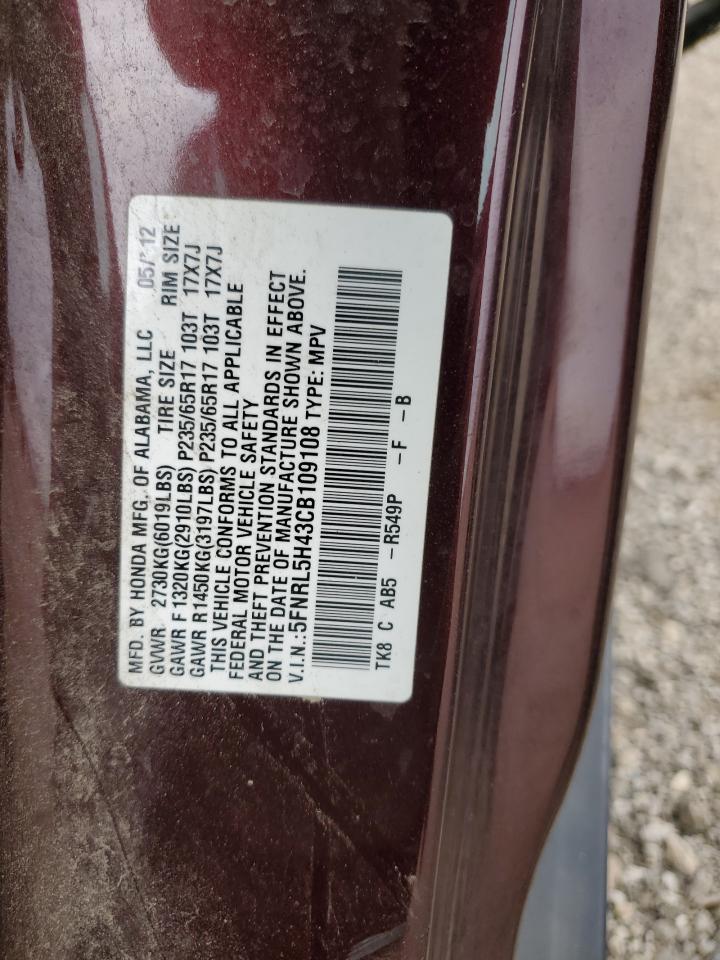 MFD. BY HONDA MFG. OF ALABAMA, LLC 05/12
GVWR 2730KG(6019LBS) TIRE SIZE RIM SIZE
GAWR F 1320KG(2910LBS) P235/65R17 103T 17X7J
GAWR R1450KG(3197LBS) P235/65R17 103T 17X7J
THIS VEHICLE CONFORMS TO ALL APPLICABLE
FEDERAL MOTOR VEHICLE SAFETY
AND THEFT PREVENTION STANDARDS IN EFFECT
ON THE DATE OF MANUFACTURE SHOWN ABOVE.
V.I.N.:5FNRL5H43CB109108 TYPE: MPV
TK8 C AB5 -R549P -F -B